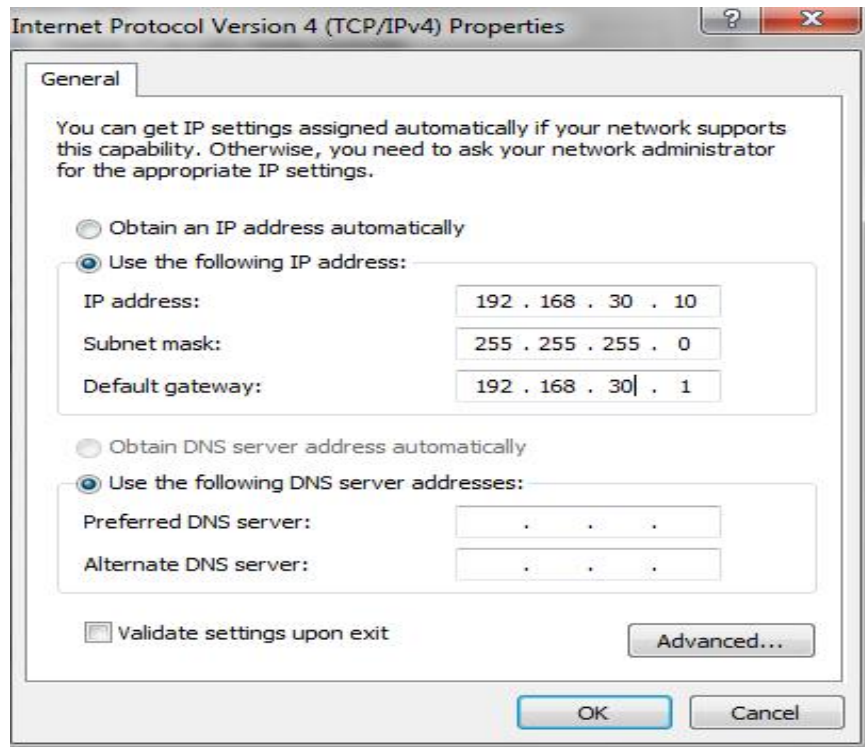 Internet Protocol Version 4 (TCP/IPv4) Properties
?
General
You can get IP settings assigned automatically if your network supports
this capability. Otherwise, you need to ask your network administrator
for the appropriate IP settings.
Obtain an IP address automatically
Use the following IP address:
IP address: 192 . 168 . 30 . 10
Subnet mask: 255 . 255 . 255 . 0
Default gateway: 192 . 168 . 30 . 1
Obtain DNS server address automatically
Use the following DNS server addresses:
Preferred DNS server: . . .
Alternate DNS server: . . .
Validate settings upon exit
Advanced...
OK Cancel